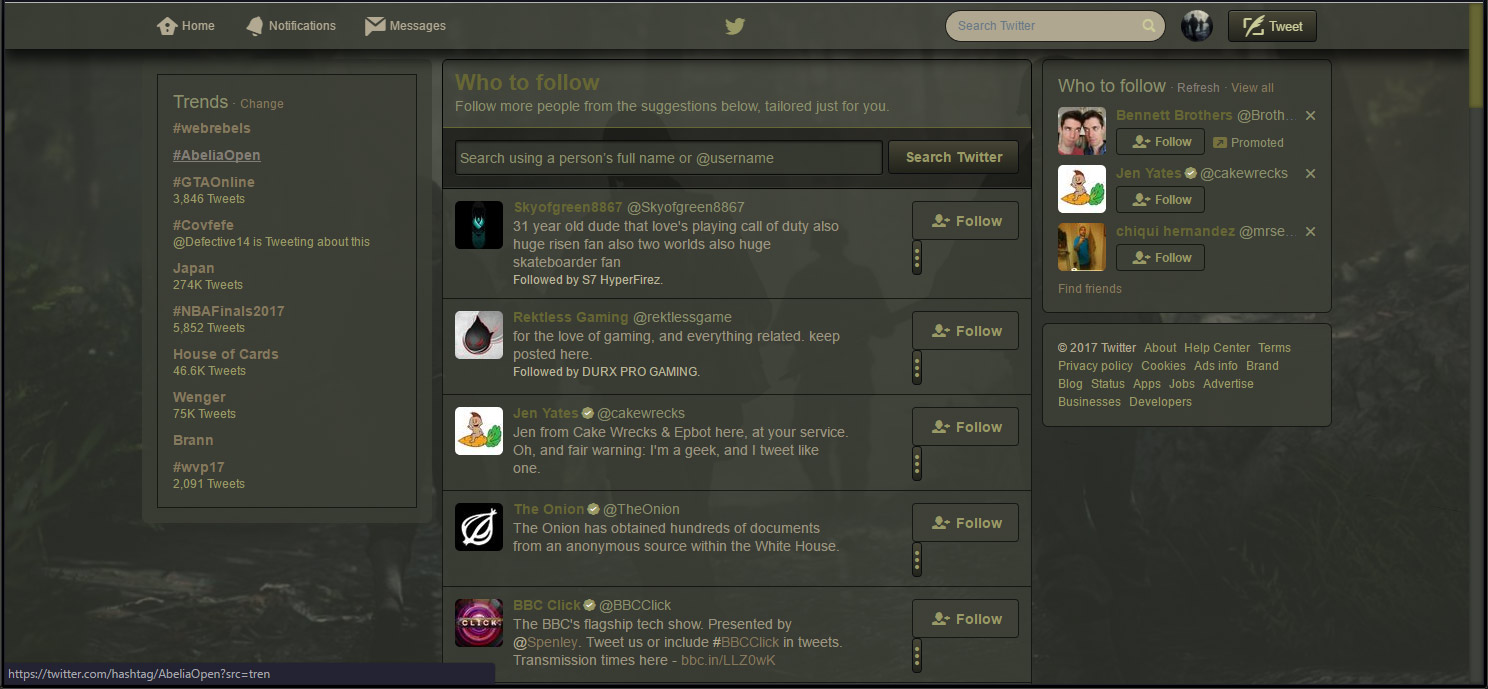 Home Notifications Messages Search Twitter Tweet
Trends · Change
#webrebels
#AbeliaOpen
#GTAOnline
3,846 Tweets
#Covfefe
@Defective14 is Tweeting about this
Japan
274K Tweets
#NBAFinals2017
5,852 Tweets
House of Cards
46.6K Tweets
Wenger
75K Tweets
Brann
#wvp17
2,091 Tweets
Who to follow
Follow more people from the suggestions below, tailored just for you.
Search using a person's full name or @username Search Twitter
Skyofgreen8867 @Skyofgreen8867
31 year old dude that love's playing call of duty also
huge risen fan also two worlds also huge
skateboarder fan
Followed by S7 HyperFirez.
Follow
Rektless Gaming @rektlessgame
for the love of gaming, and everything related. keep
posted here.
Followed by DURX PRO GAMING.
Follow
Jen Yates @cakewrecks
Jen from Cake Wrecks & Epbot here, at your service.
Oh, and fair warning: I'm a geek, and I tweet like
one.
Follow
The Onion @TheOnion
The Onion has obtained hundreds of documents
from an anonymous source within the White House.
Follow
CLICK
BBC Click @BBCClick
The BBC's flagship tech show. Presented by
@Spenley. Tweet us or include #BBCClick in tweets.
Transmission times here - bbc.in/LLZ0wK
Follow
Who to follow · Refresh · View all
Bennett Brothers @Broth...
Follow Promoted
Jen Yates @cakewrecks
Follow
chiqui hernandez @mrse...
Follow
Find friends
© 2017 Twitter About Help Center Terms
Privacy policy Cookies Ads info Brand
Blog Status Apps Jobs Advertise
Businesses Developers
https://twitter.com/hashtag/AbeliaOpen?src=tren